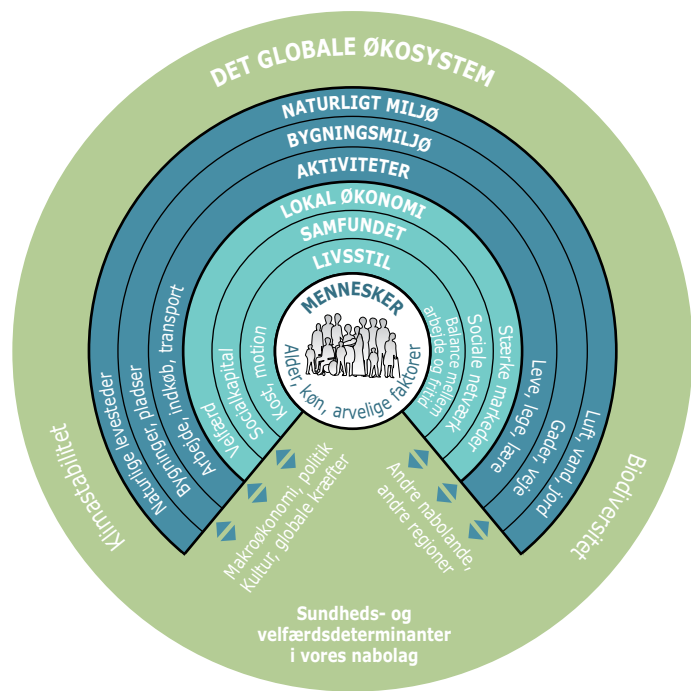 DET GLOBALE ØKOSYSTEM
NATURLIGT MILJØ
BYGNINGSMILJØ
AKTIVITETER
LOKAL ØKONOMI
SAMFUNDET
LIVSSTIL
MENNESKER
Alder, køn, arvelige faktorer
Klimastabilitet
Naturlige levesteder
Bygninger, pladser
Arbejde, indkøb, transport
Velfærd
Socialkapital
Kost, motion
Balance mellem
arbejde og fritid
Sociale netværk
Stærke markeder
Leve, lege, lære
Gader, veje
Luft, vand, jord
Biodiversitet
Makroøkonomi, politik
Kultur, globale kræfter
Andre nabolande,
andre regioner
Sundheds- og
velfærdsdeterminanter
i vores nabolag